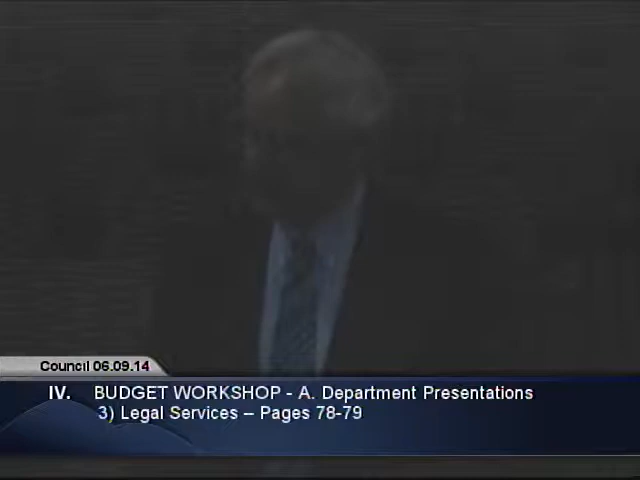 Council 06.09.14
IV. BUDGET WORKSHOP - A. Department Presentations
3) Legal Services -- Pages 78-79